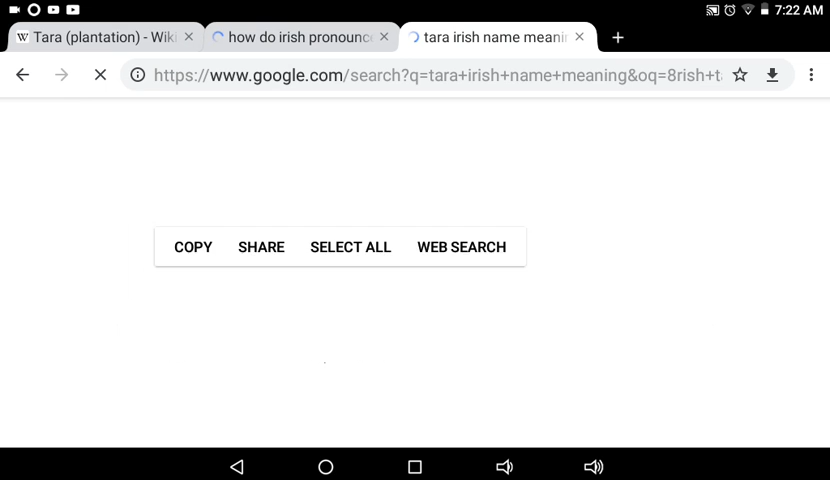 7:22 AM
W Tara (plantation) - Wiki
how do irish pronounc
tara irish name meanin
https://www.google.com/search?q=tara+irish+name+meaning&oq=8rish+t
COPY SHARE SELECT ALL WEB SEARCH